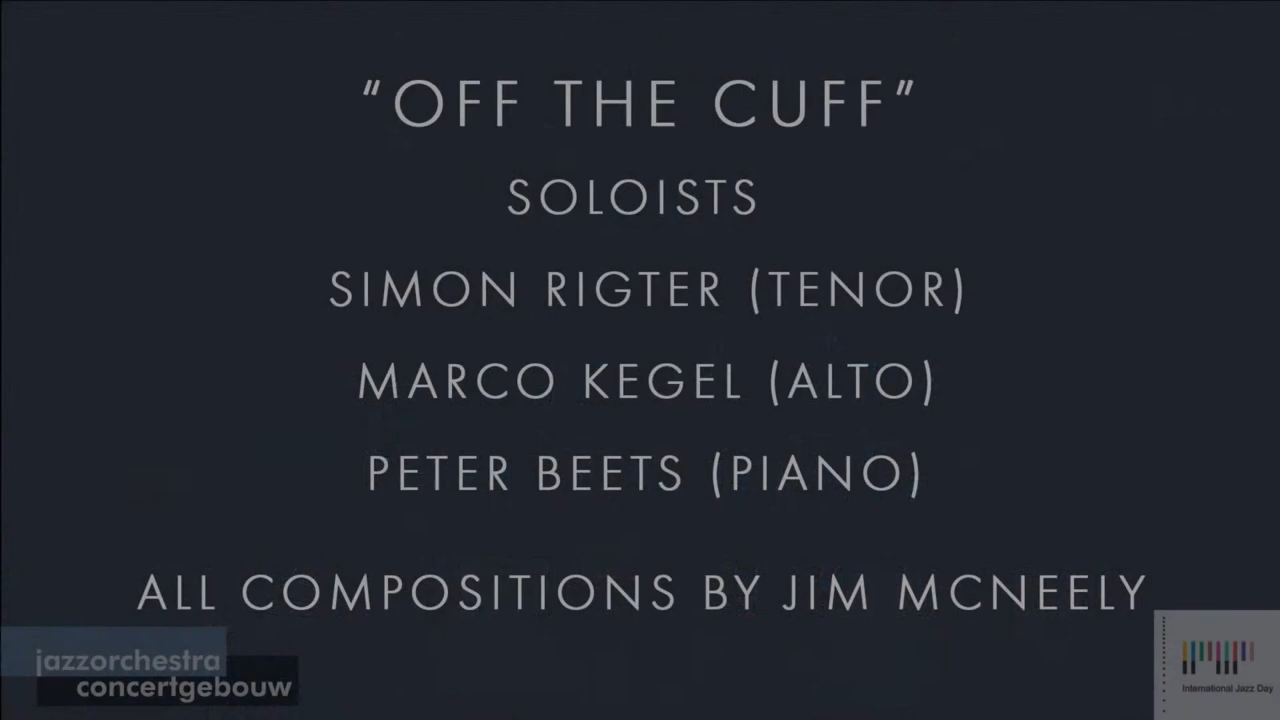 “OFF THE CUFF”
SOLOISTS
SIMON RIGTER (TENOR)
MARCO KEGEL (ALTO)
PETER BEETS (PIANO)
ALL COMPOSITIONS BY JIM MCNEELY
jazzorchestra
concertgebouw
International Jazz Day